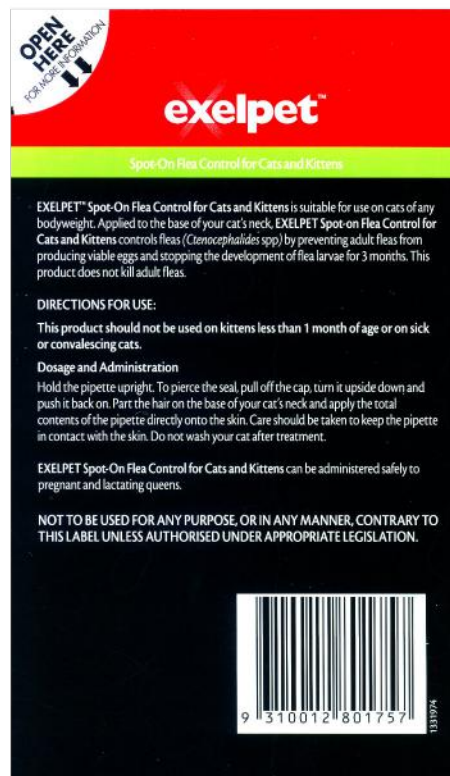 OPEN
HERE
FOR MORE INFORMATION
exelpet™
Spot-On Flea Control for Cats and Kittens
EXELPET™ Spot-On Flea Control for Cats and Kittens is suitable for use on cats of any
bodyweight. Applied to the base of your cat's neck, EXELPET Spot-on Flea Control for
Cats and Kittens controls fleas (Ctenocephalides spp) by preventing adult fleas from
producing viable eggs and stopping the development of flea larvae for 3 months. This
product does not kill adult fleas.
DIRECTIONS FOR USE:
This product should not be used on kittens less than 1 month of age or on sick
or convalescing cats.
Dosage and Administration
Hold the pipette upright. To pierce the seal, pull off the cap, turn it upside down and
push it back on. Part the hair on the base of your cat's neck and apply the total
contents of the pipette directly onto the skin. Care should be taken to keep the pipette
in contact with the skin. Do not wash your cat after treatment.
EXELPET Spot-On Flea Control for Cats and Kittens can be administered safely to
pregnant and lactating queens.
NOT TO BE USED FOR ANY PURPOSE, OR IN ANY MANNER, CONTRARY TO
THIS LABEL UNLESS AUTHORISED UNDER APPROPRIATE LEGISLATION.
9 310012 801757
1331974